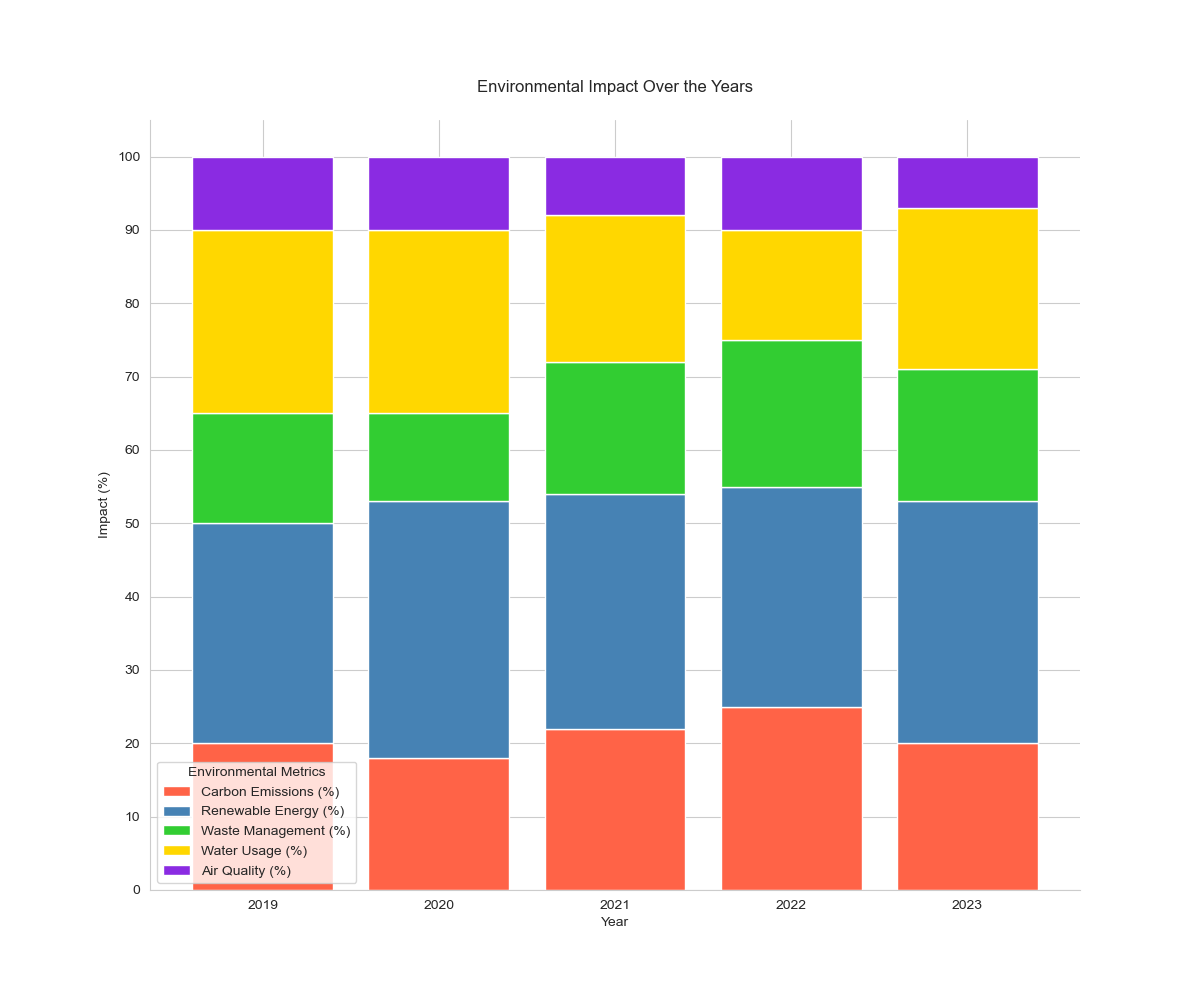 Environmental Impact Over the Years
100
90
80
70
60
50
40
30
20
10
0
Impact (%)
Environmental Metrics
Carbon Emissions (%)
Renewable Energy (%)
Waste Management (%)
Water Usage (%)
Air Quality (%)
2019 2020 2021 2022 2023
Year